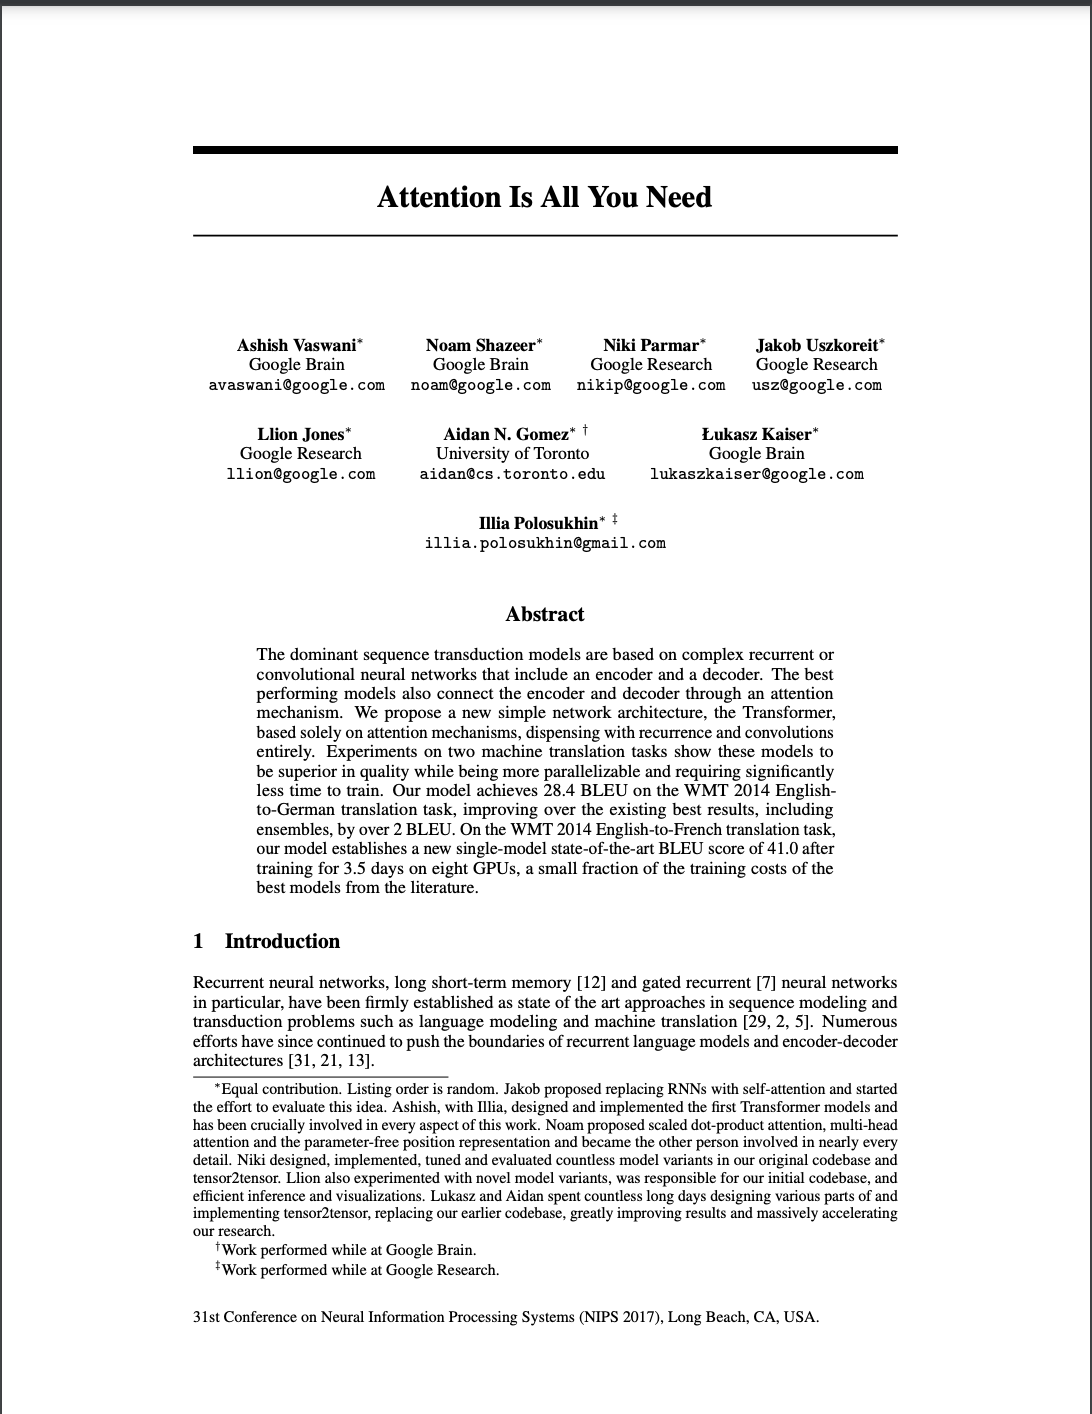 Attention Is All You Need
Ashish Vaswani* Noam Shazeer* Niki Parmar* Jakob Uszkoreit*
Google Brain Google Brain Google Research Google Research
avaswani@google.com noam@google.com nikip@google.com usz@google.com
Llion Jones* Aidan N. Gomez* † Łukasz Kaiser*
Google Research University of Toronto Google Brain
llion@google.com aidan@cs.toronto.edu lukaszkaiser@google.com
Illia Polosukhin* ‡
illia.polosukhin@gmail.com
Abstract
The dominant sequence transduction models are based on complex recurrent or
convolutional neural networks that include an encoder and a decoder. The best
performing models also connect the encoder and decoder through an attention
mechanism. We propose a new simple network architecture, the Transformer,
based solely on attention mechanisms, dispensing with recurrence and convolutions
entirely. Experiments on two machine translation tasks show these models to
be superior in quality while being more parallelizable and requiring significantly
less time to train. Our model achieves 28.4 BLEU on the WMT 2014 English-
to-German translation task, improving over the existing best results, including
ensembles, by over 2 BLEU. On the WMT 2014 English-to-French translation task,
our model establishes a new single-model state-of-the-art BLEU score of 41.0 after
training for 3.5 days on eight GPUs, a small fraction of the training costs of the
best models from the literature.
1 Introduction
Recurrent neural networks, long short-term memory [12] and gated recurrent [7] neural networks
in particular, have been firmly established as state of the art approaches in sequence modeling and
transduction problems such as language modeling and machine translation [29, 2, 5]. Numerous
efforts have since continued to push the boundaries of recurrent language models and encoder-decoder
architectures [31, 21, 13].
*Equal contribution. Listing order is random. Jakob proposed replacing RNNs with self-attention and started
the effort to evaluate this idea. Ashish, with Illia, designed and implemented the first Transformer models and
has been crucially involved in every aspect of this work. Noam proposed scaled dot-product attention, multi-head
attention and the parameter-free position representation and became the other person involved in nearly every
detail. Niki designed, implemented, tuned and evaluated countless model variants in our original codebase and
tensor2tensor. Llion also experimented with novel model variants, was responsible for our initial codebase, and
efficient inference and visualizations. Lukasz and Aidan spent countless long days designing various parts of and
implementing tensor2tensor, replacing our earlier codebase, greatly improving results and massively accelerating
our research.
†Work performed while at Google Brain.
‡Work performed while at Google Research.
31st Conference on Neural Information Processing Systems (NIPS 2017), Long Beach, CA, USA.